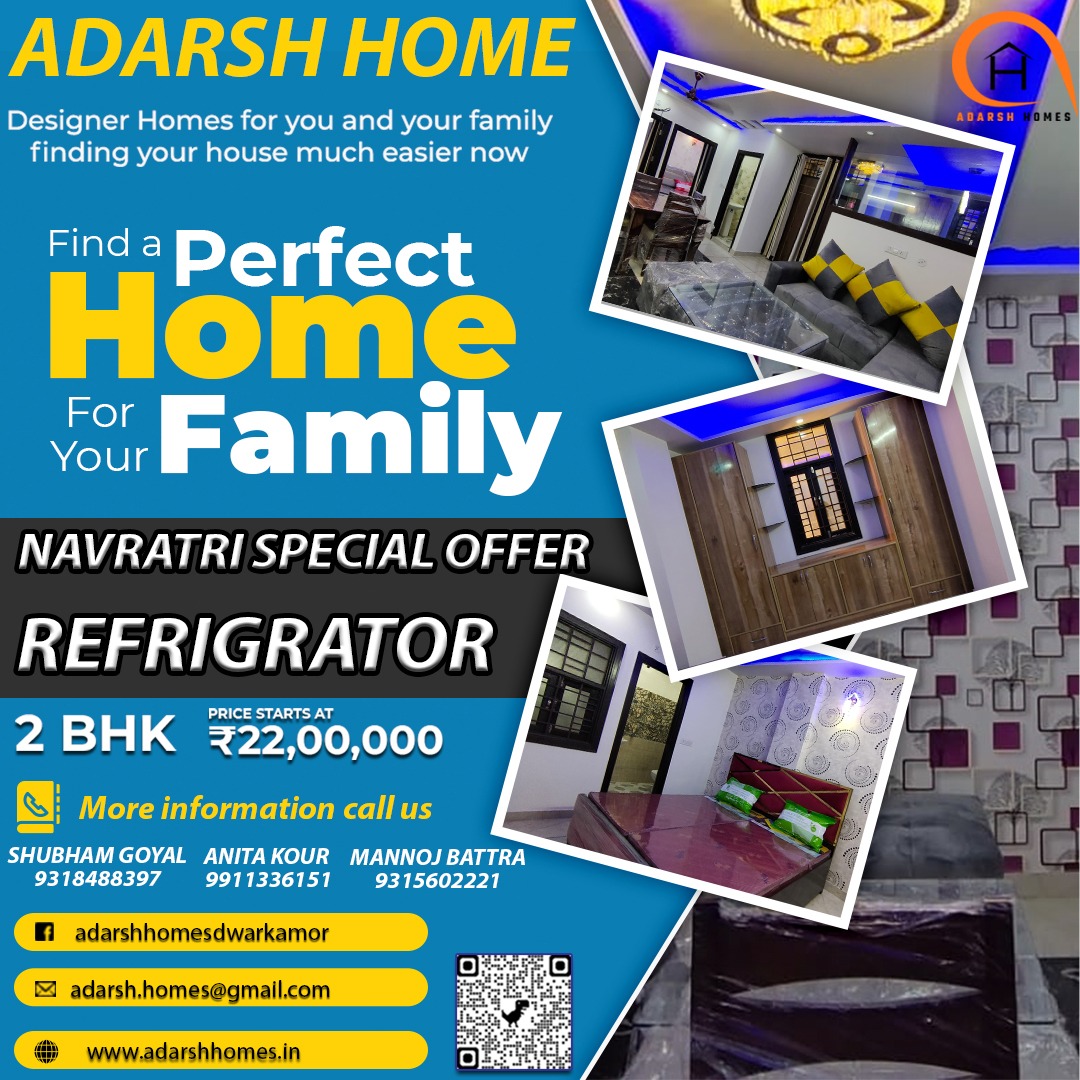 ADARSH HOME
ADARSH HOMES
Designer Homes for you and your family
finding your house much easier now
Find a Perfect
Home
For
Your Family
NAVRATRI SPECIAL OFFER
REFRIGRATOR
2 BHK
PRICE STARTS AT
₹22,00,000
More information call us
SHUBHAM GOYAL
9318488397
ANITA KOUR
9911336151
MANNOJ BATTRA
9315602221
adarshhomesdwarkamor
adarsh.homes@gmail.com
www.adarshhomes.in